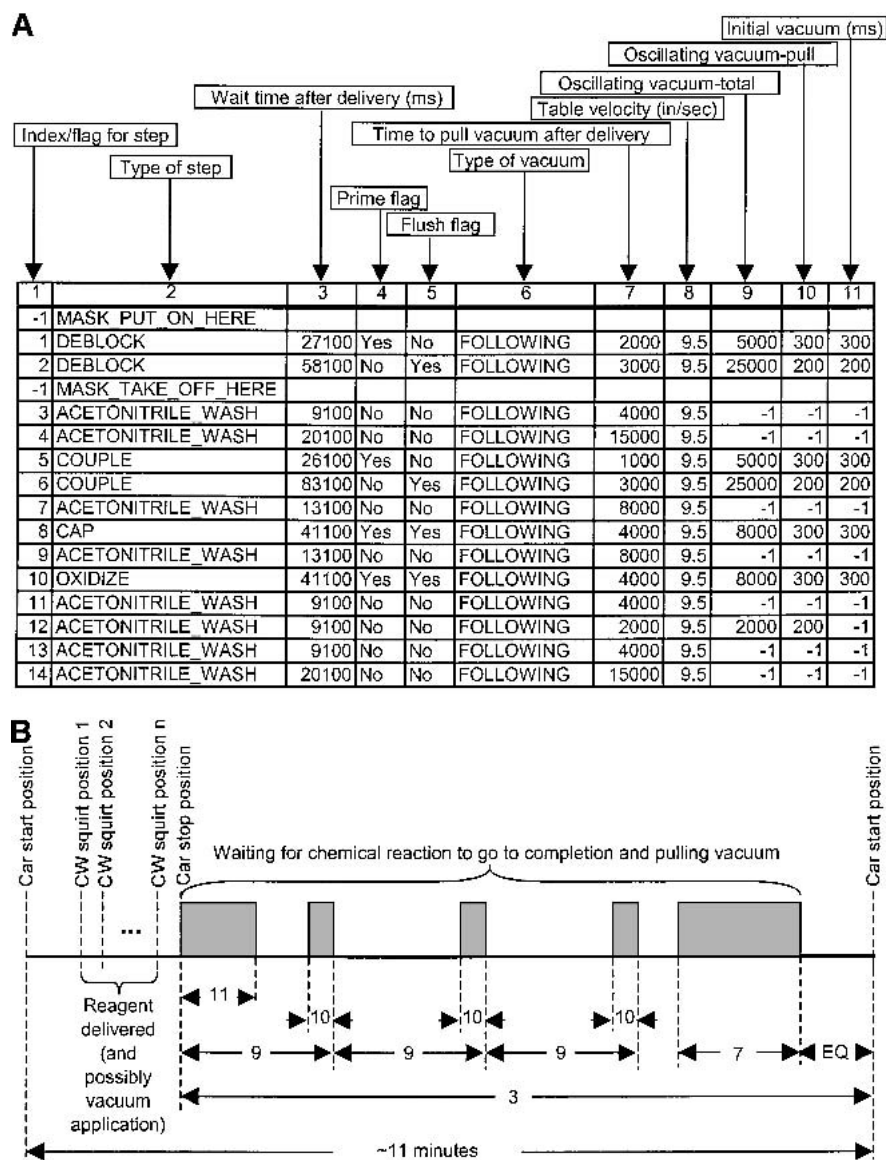 A
Initial vacuum (ms)
Oscillating vacuum-pull
Oscillating vacuum-total
Wait time after delivery (ms)
Table velocity (in/sec)
Index/flag for step
Time to pull vacuum after delivery
Type of step
Type of vacuum
Prime flag
Flush flag
1 2 3 4 5 6 7 8 9 10 11
-1 MASK_PUT_ON_HERE
1 DEBLOCK 27100 Yes No FOLLOWING 2000 9.5 5000 300 300
2 DEBLOCK 58100 No Yes FOLLOWING 3000 9.5 25000 200 200
-1 MASK_TAKE_OFF_HERE
3 ACETONITRILE_WASH 9100 No No FOLLOWING 4000 9.5 -1 -1 -1
4 ACETONITRILE_WASH 20100 No No FOLLOWING 15000 9.5 -1 -1 -1
5 COUPLE 26100 Yes No FOLLOWING 1000 9.5 5000 300 300
6 COUPLE 83100 No Yes FOLLOWING 3000 9.5 25000 200 200
7 ACETONITRILE_WASH 13100 No No FOLLOWING 8000 9.5 -1 -1 -1
8 CAP 41100 Yes Yes FOLLOWING 4000 9.5 8000 300 300
9 ACETONITRILE_WASH 13100 No No FOLLOWING 8000 9.5 -1 -1 -1
10 OXIDIZE 41100 Yes Yes FOLLOWING 4000 9.5 8000 300 300
11 ACETONITRILE_WASH 9100 No No FOLLOWING 4000 9.5 -1 -1 -1
12 ACETONITRILE_WASH 9100 No No FOLLOWING 2000 9.5 2000 200 -1
13 ACETONITRILE_WASH 9100 No No FOLLOWING 4000 9.5 -1 -1 -1
14 ACETONITRILE_WASH 20100 No No FOLLOWING 15000 9.5 -1 -1 -1
B
Car start position
CW squirt position 1
CW squirt position 2
...
CW squirt position n
Car stop position
Car start position
Waiting for chemical reaction to go to completion and pulling vacuum
11
10 10 10
9 9 9 7 EQ
Reagent
delivered
(and
possibly
vacuum
application)
3
~11 minutes